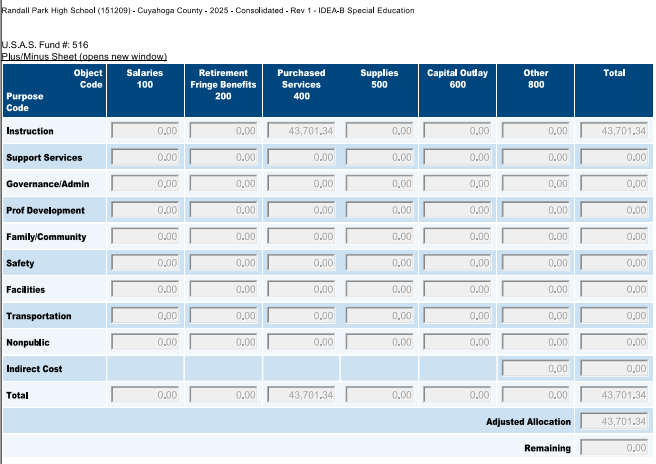 Randall Park High School (151209) - Cuyahoga County - 2025 - Consolidated - Rev 1 - IDEA-B Special Education
U.S.A.S. Fund #: 516
Plus/Minus Sheet (opens new window)
Object Code Purpose Code Salaries 100 Retirement Fringe Benefits 200 Purchased Services 400 Supplies 500 Capital Outlay 600 Other 800 Total
Instruction 0.00 0.00 43,701.34 0.00 0.00 0.00 43,701.34
Support Services 0.00 0.00 0.00 0.00 0.00 0.00 0.00
Governance/Admin 0.00 0.00 0.00 0.00 0.00 0.00 0.00
Prof Development 0.00 0.00 0.00 0.00 0.00 0.00 0.00
Family/Community 0.00 0.00 0.00 0.00 0.00 0.00 0.00
Safety 0.00 0.00 0.00 0.00 0.00 0.00 0.00
Facilities 0.00 0.00 0.00 0.00 0.00 0.00 0.00
Transportation 0.00 0.00 0.00 0.00 0.00 0.00 0.00
Nonpublic 0.00 0.00 0.00 0.00 0.00 0.00 0.00
Indirect Cost 0.00 0.00
Total 0.00 0.00 43,701.34 0.00 0.00 0.00 43,701.34
Adjusted Allocation 43,701.34
Remaining 0.00